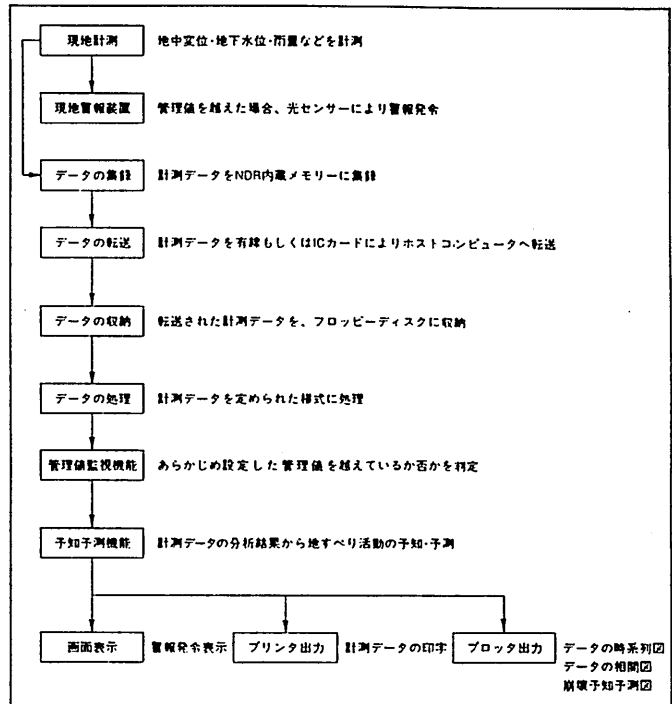 現地計測 地中変位・地下水位・雨量などを計測
現地警報装置 管理値を越えた場合、光センサーにより警報発令
データの集録 計測データをNDR内蔵メモリーに集録
データの転送 計測データを有線もしくはICカードによりホストコンピュータへ転送
データの収納 転送された計測データを、フロッピーディスクに収納
データの処理 計測データを定められた様式に処理
管理値監視機能 あらかじめ設定した管理値を越えているか否かを判定
予知予測機能 計測データの分析結果から地すべり活動の予知・予測
画面表示 警報発令表示 プリンタ出力 計測データの印字 プロッタ出力 データの時系列図
データの相関図
崩壊予知予測図